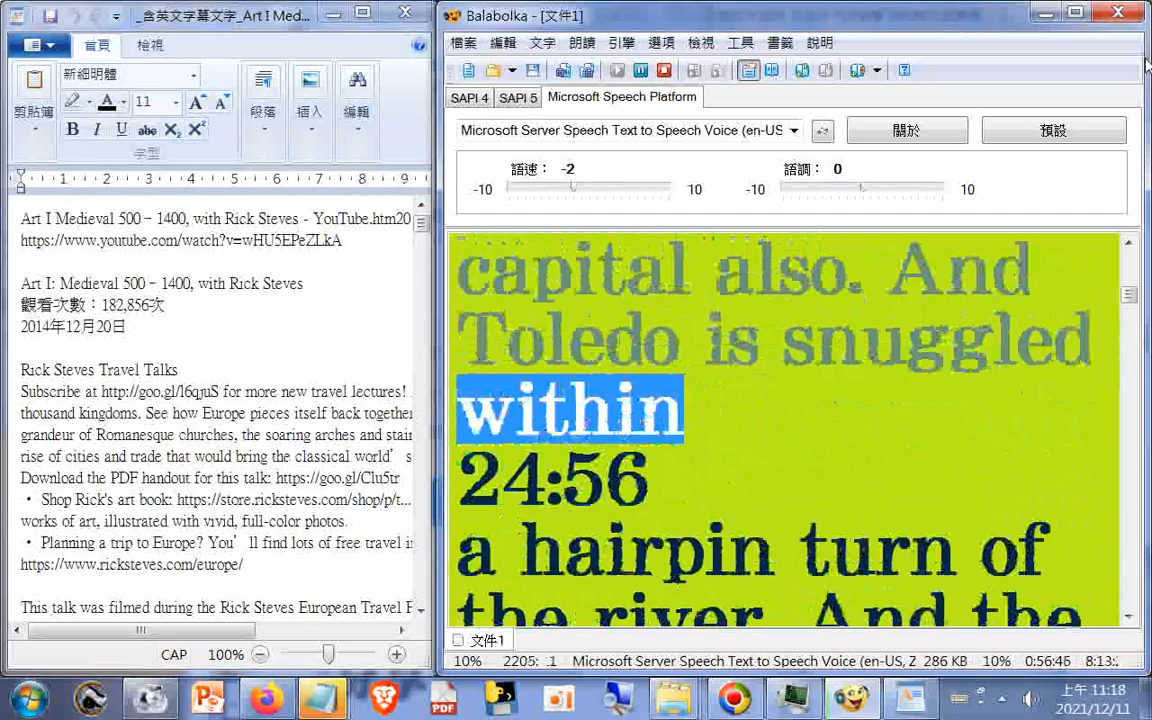 _含英文字幕文字_Art I Med...
首頁
檢視
新細明體
11
剪貼簿
段落
插入
編輯
字型
1 2 3 4 5 6 7 8 9
Art I Medieval 500–1400, with Rick Steves - YouTube.htm20
https://www.youtube.com/watch?v=wHU5EPeZLkA
Art I: Medieval 500–1400, with Rick Steves
觀看次數：182,856次
2014年12月20日
Rick Steves Travel Talks
Subscribe at http://goo.gl/l6qjuS for more new travel lectures!
thousand kingdoms. See how Europe pieces itself back together
grandeur of Romanesque churches, the soaring arches and stain
rise of cities and trade that would bring the classical world’s
Download the PDF handout for this talk: https://goo.gl/Clu5tr
• Shop Rick's art book: https://store.ricksteves.com/shop/p/t...
works of art, illustrated with vivid, full-color photos.
• Planning a trip to Europe? You’ll find lots of free travel i
https://www.ricksteves.com/europe/
This talk was filmed during the Rick Steves European Travel F
CAP 100%
Balabolka - [文件1]
檔案 編輯 文字 朗讀 引擎 選項 檢視 工具 書籤 說明
SAPI 4 SAPI 5 Microsoft Speech Platform
Microsoft Server Speech Text to Speech Voice (en-US
關於
預設
語速： -2
-10 10
語調： 0
-10 10
capital also. And
Toledo is snuggled
within
24:56
a hairpin turn of
the river. And the
文件1
10% 2205: .1 Microsoft Server Speech Text to Speech Voice (en-US, Z 286 KB 10% 0:56:46 8:13:
上午 11:18
2021/12/11